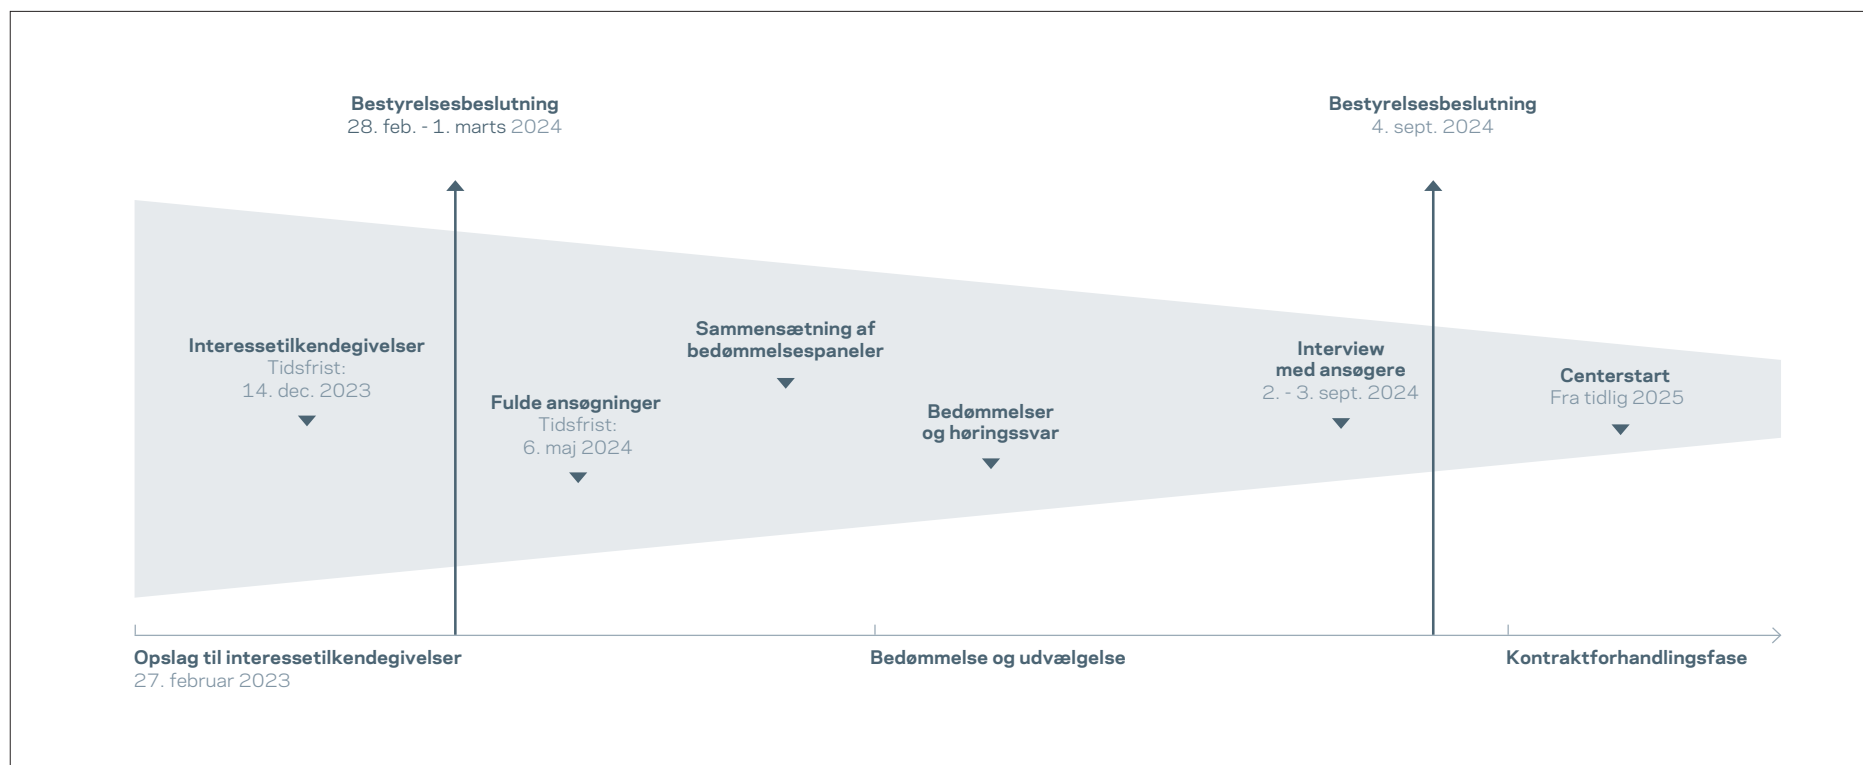 Bestyrelsesbeslutning
28. feb. - 1. marts 2024
Bestyrelsesbeslutning
4. sept. 2024
Interessetilkendegivelser
Tidsfrist:
14. dec. 2023
Fulde ansøgninger
Tidsfrist:
6. maj 2024
Sammensætning af
bedømmelsespaneler
Bedømmelser
og høringssvar
Interview
med ansøgere
2. - 3. sept. 2024
Centerstart
Fra tidlig 2025
Opslag til interessetilkendegivelser
27. februar 2023
Bedømmelse og udvælgelse
Kontraktforhandlingsfase